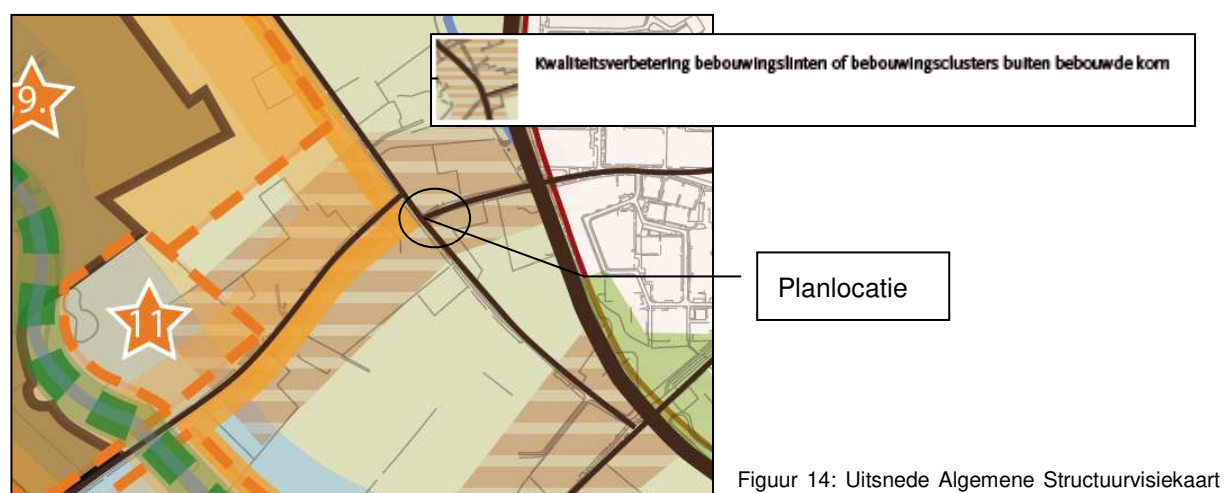 Kwaliteitsverbetering bebouwingslinten of bebouwingsclusters buiten bebouwde kom
9.
11
Planlocatie
Figuur 14: Uitsnede Algemene Structuurvisiekaart